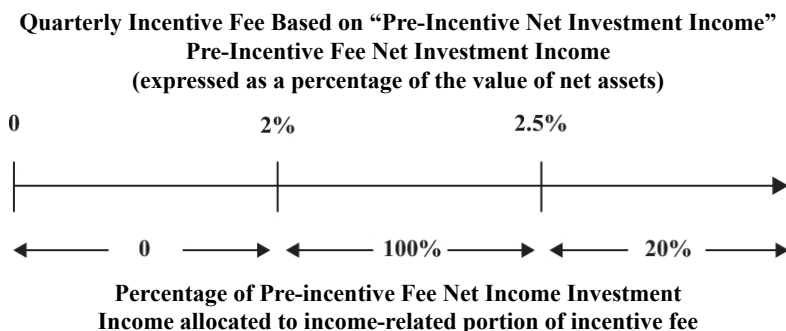 Quarterly Incentive Fee Based on “Pre-Incentive Net Investment Income”
Pre-Incentive Fee Net Investment Income
(expressed as a percentage of the value of net assets)
0 2% 2.5%
0 100% 20%
Percentage of Pre-incentive Fee Net Income Investment
Income allocated to income-related portion of incentive fee